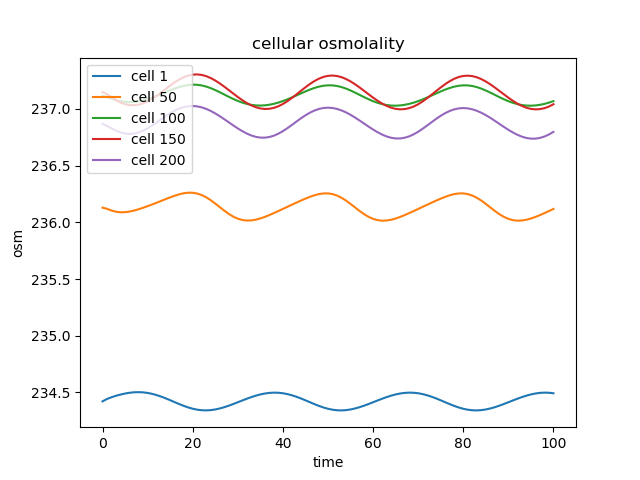 cellular osmolality
cell 1
cell 50
cell 100
cell 150
cell 200
osm
237.0
236.5
236.0
235.5
235.0
234.5
0 20 40 60 80 100
time